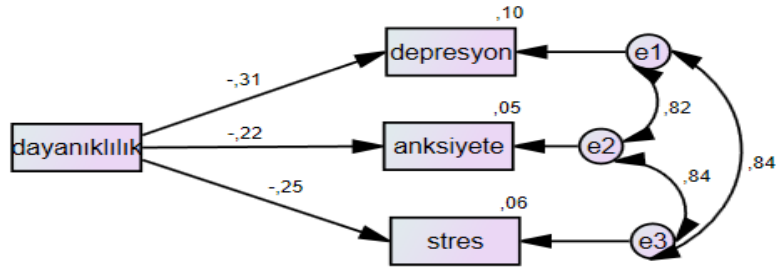 ,10
depresyon
e1
-,31
,82
,05
dayanıklılık
-,22
anksiyete
e2
,84
,84
-,25
,06
stres
e3